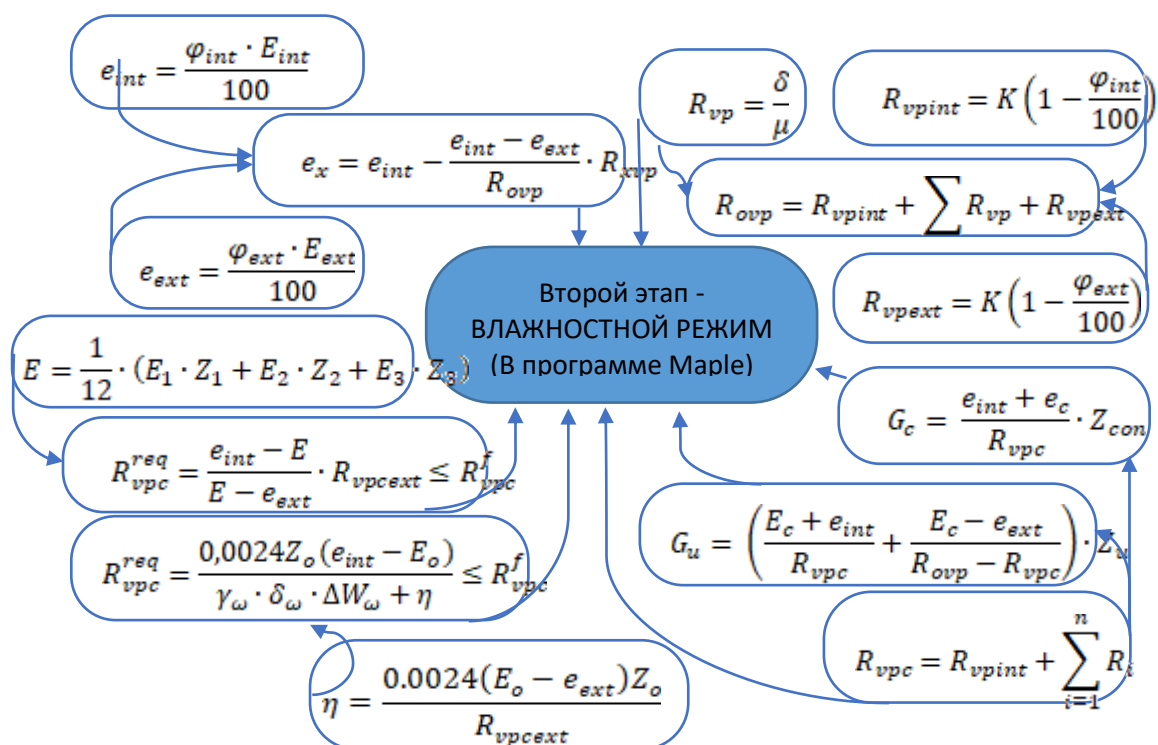 e_int = φ_int · E_int / 100
R_vp = δ / μ
R_vpint = K (1 − φ_int / 100)
e_x = e_int − (e_int − e_ext) / R_ovp · R_xvp
R_ovp = R_vpint + ∑ R_vp + R_vpext
e_ext = φ_ext · E_ext / 100
R_vpext = K (1 − φ_ext / 100)
Второй этап -
ВЛАЖНОСТНОЙ РЕЖИМ
(В программе Maple)
E = 1/12 · (E_1 · Z_1 + E_2 · Z_2 + E_3 · Z_3)
G_c = (e_int + e_c) / R_vpc · Z_con
R_vpc^req = (e_int − E) / (E − e_ext) · R_vpcext ≤ R_vpc^f
G_u = ((E_c + e_int) / R_vpc + (E_c − e_ext) / (R_ovp − R_vpc)) · Z_u
R_vpc^req = 0,0024Z_o(e_int − E_o) / (γ_ω · δ_ω · ΔW_ω + η) ≤ R_vpc^f
R_vpc = R_vpint + ∑_{i=1}^{n} R_i
η = 0.0024(E_o − e_ext)Z_o / R_vpcext